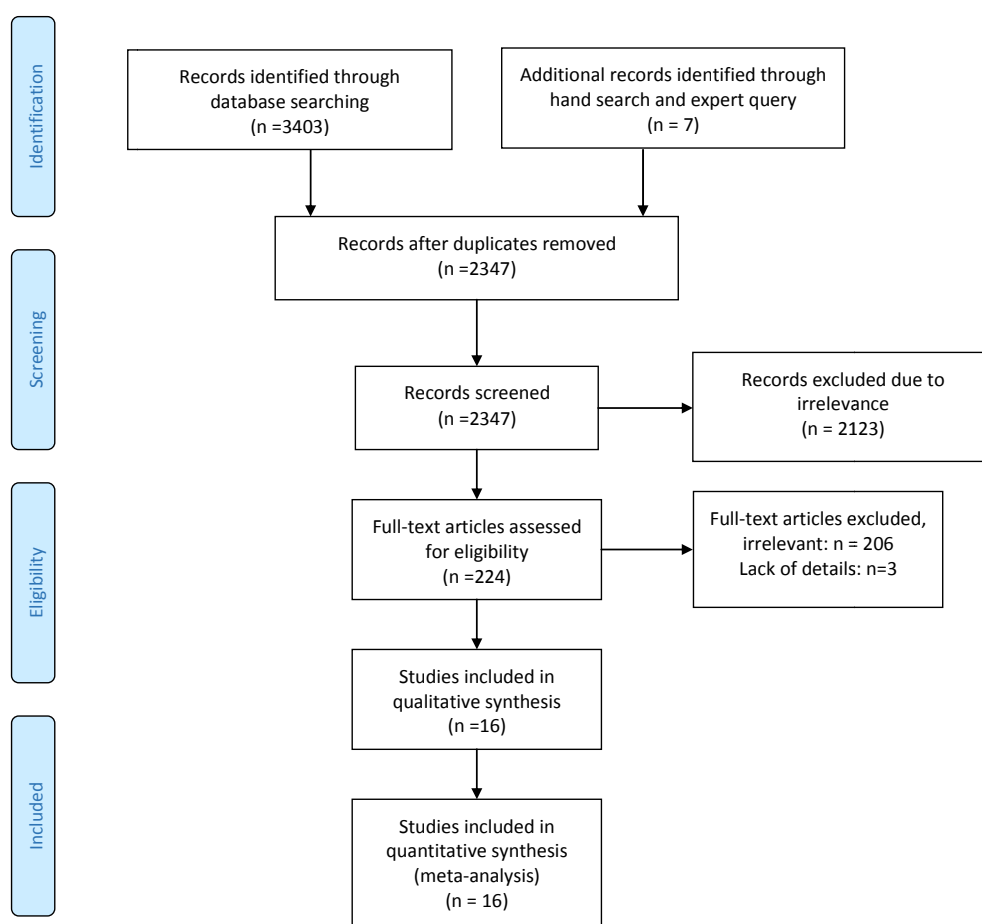 Identification
Records identified through
database searching
(n =3403)
Additional records identified through
hand search and expert query
(n = 7)
Records after duplicates removed
(n =2347)
Screening
Records screened
(n =2347)
Records excluded due to
irrelevance
(n = 2123)
Eligibility
Full-text articles assessed
for eligibility
(n =224)
Full-text articles excluded,
irrelevant: n = 206
Lack of details: n=3
Studies included in
qualitative synthesis
(n =16)
Included
Studies included in
quantitative synthesis
(meta-analysis)
(n = 16)